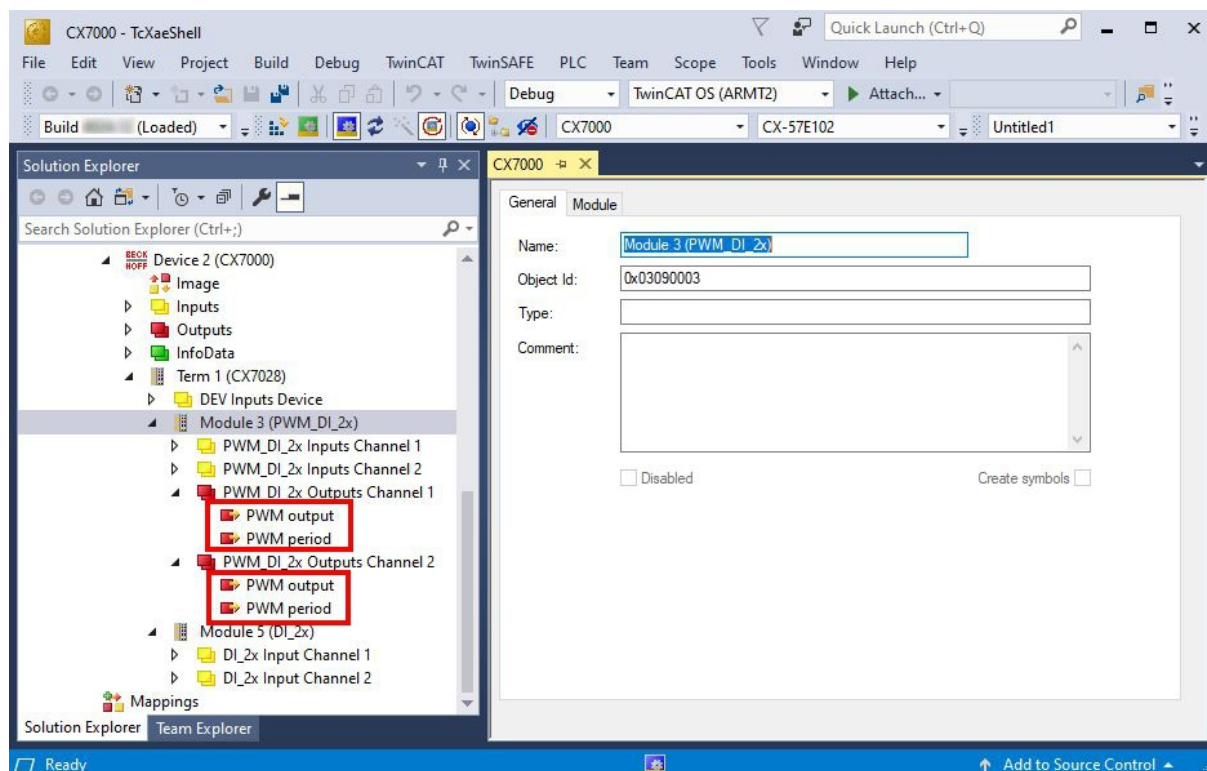 CX7000 - TcXaeShell
Quick Launch (Ctrl+Q)
File Edit View Project Build Debug TwinCAT TwinSAFE PLC Team Scope Tools Window Help
Debug TwinCAT OS (ARMT2) Attach...
Build (Loaded) CX7000 CX-57E102 Untitled1
Solution Explorer
CX7000
Search Solution Explorer (Ctrl+;)
BECK
HOFF
Device 2 (CX7000)
Image
Inputs
Outputs
InfoData
Term 1 (CX7028)
DEV Inputs Device
Module 3 (PWM_DI_2x)
PWM_DI_2x Inputs Channel 1
PWM_DI_2x Inputs Channel 2
PWM_DI_2x Outputs Channel 1
PWM output
PWM period
PWM_DI_2x Outputs Channel 2
PWM output
PWM period
Module 5 (DI_2x)
DI_2x Input Channel 1
DI_2x Input Channel 2
Mappings
Solution Explorer Team Explorer
General Module
Name: Module 3 (PWM_DI_2x)
Object Id: 0x03090003
Type:
Comment:
Disabled Create symbols
Ready Add to Source Control